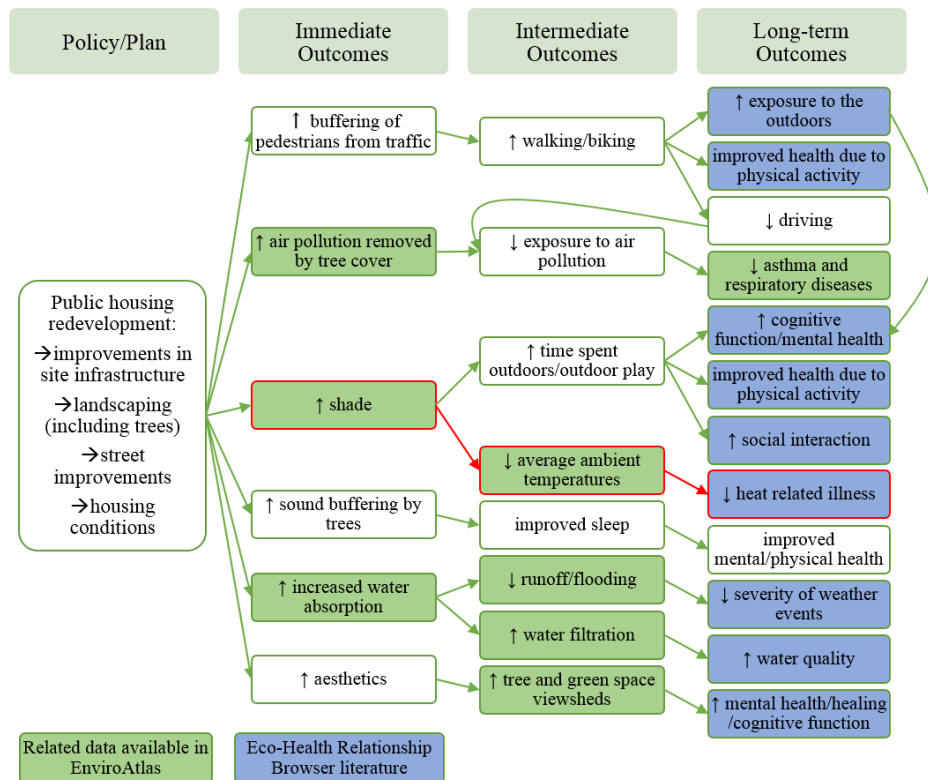 Policy/Plan
Immediate
Outcomes
Intermediate
Outcomes
Long-term
Outcomes
Public housing
redevelopment:
→improvements in
site infrastructure
→landscaping
(including trees)
→street
improvements
→housing
conditions
↑ buffering of
pedestrians from traffic
↑ air pollution removed
by tree cover
↑ shade
↑ sound buffering by
trees
↑ increased water
absorption
↑ aesthetics
↑ walking/biking
↓ exposure to air
pollution
↑ time spent
outdoors/outdoor play
↓ average ambient
temperatures
improved sleep
↓ runoff/flooding
↑ water filtration
↑ tree and green space
viewsheds
↑ exposure to the
outdoors
improved health due to
physical activity
↓ driving
↓ asthma and
respiratory diseases
↑ cognitive
function/mental health
improved health due to
physical activity
↑ social interaction
↓ heat related illness
improved
mental/physical health
↓ severity of weather
events
↑ water quality
↑ mental health/healing
/cognitive function
Related data available in
EnviroAtlas
Eco-Health Relationship
Browser literature